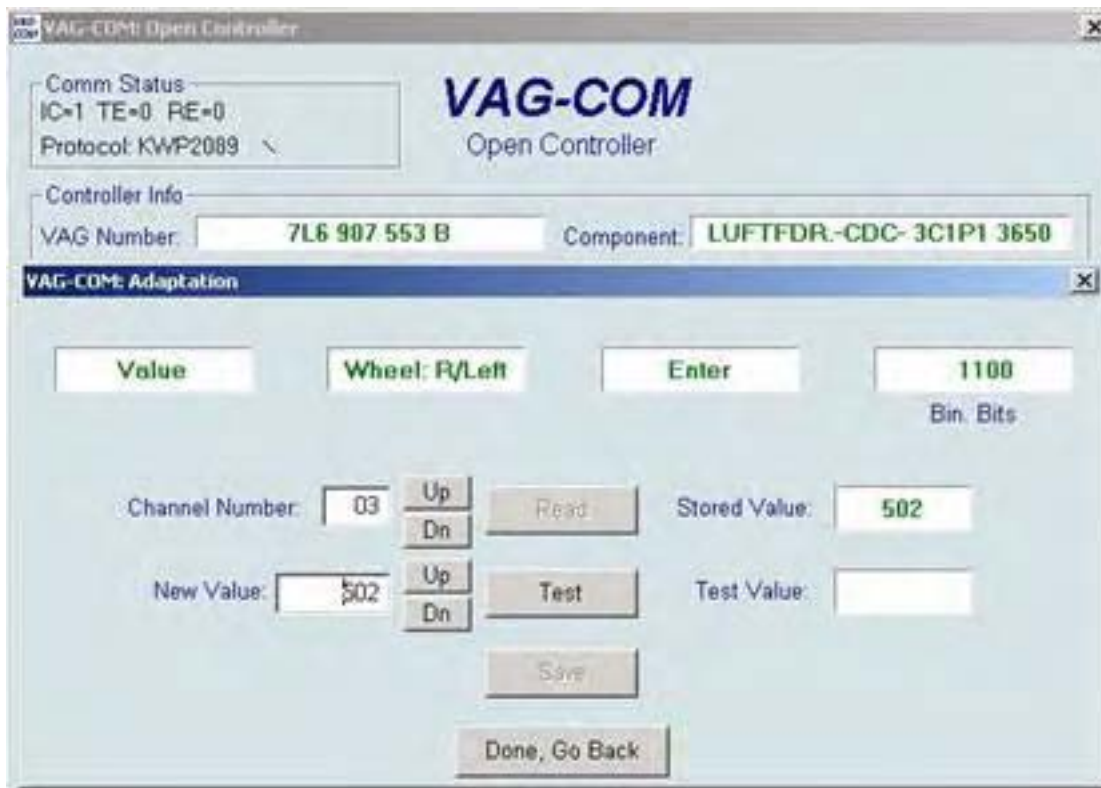 VAG-COM: Open Controller
Comm Status
IC=1 TE=0 RE=0
Protocol: KWP2089 \
VAG-COM
Open Controller
Controller Info
VAG Number: 7L6 907 553 B Component: LUFTFDR.-CDC- 3C1P1 3650
VAG-COM: Adaptation
Value Wheel: R/Left Enter 1100
Bin. Bits
Channel Number: 03 Up Dn Read Stored Value: 502
New Value: 502 Up Dn Test Test Value:
Save
Done, Go Back